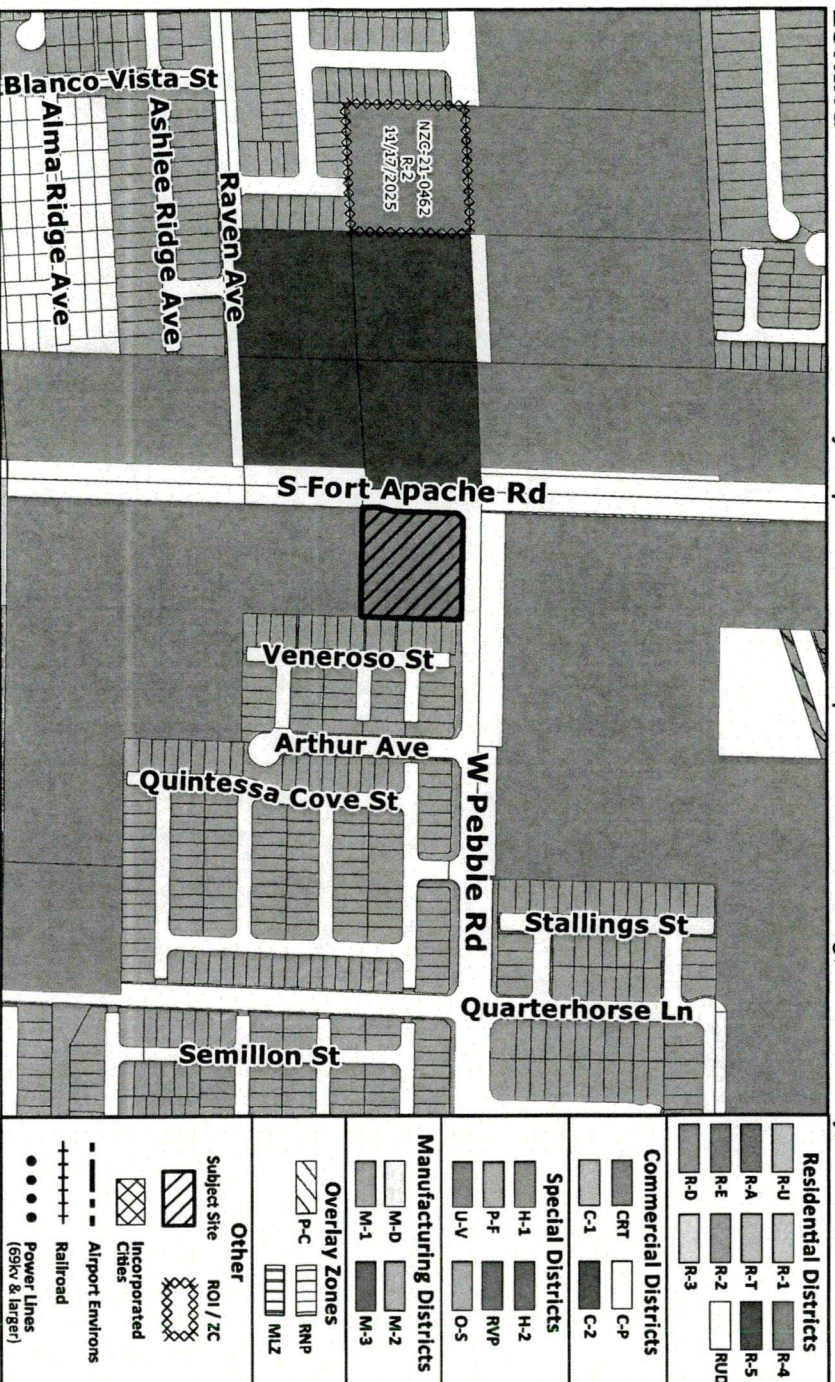 Blanco Vista St
Alma Ridge Ave
Ashlee Ridge Ave
Raven Ave
NZC-21-0462
R-2
11/17/2025
S Fort Apache Rd
Veneroso St
Arthur Ave
Quintessa Cove St
W Pebble Rd
Stallings St
Quarterhorse Ln
Semillon St
Residential Districts
R-U
R-1
R-4
R-A
R-T
R-5
R-E
R-2
RUD
R-D
R-3
Commercial Districts
CRT
C-P
C-1
C-2
Special Districts
H-1
H-2
P-F
RVP
U-V
O-S
Manufacturing Districts
M-D
M-2
M-1
M-3
Overlay Zones
P-C
RNP
MLZ
Other
Subject Site
ROI / ZC
Incorporated
Cities
Airport Environs
Railroad
Power Lines
(69kv & larger)